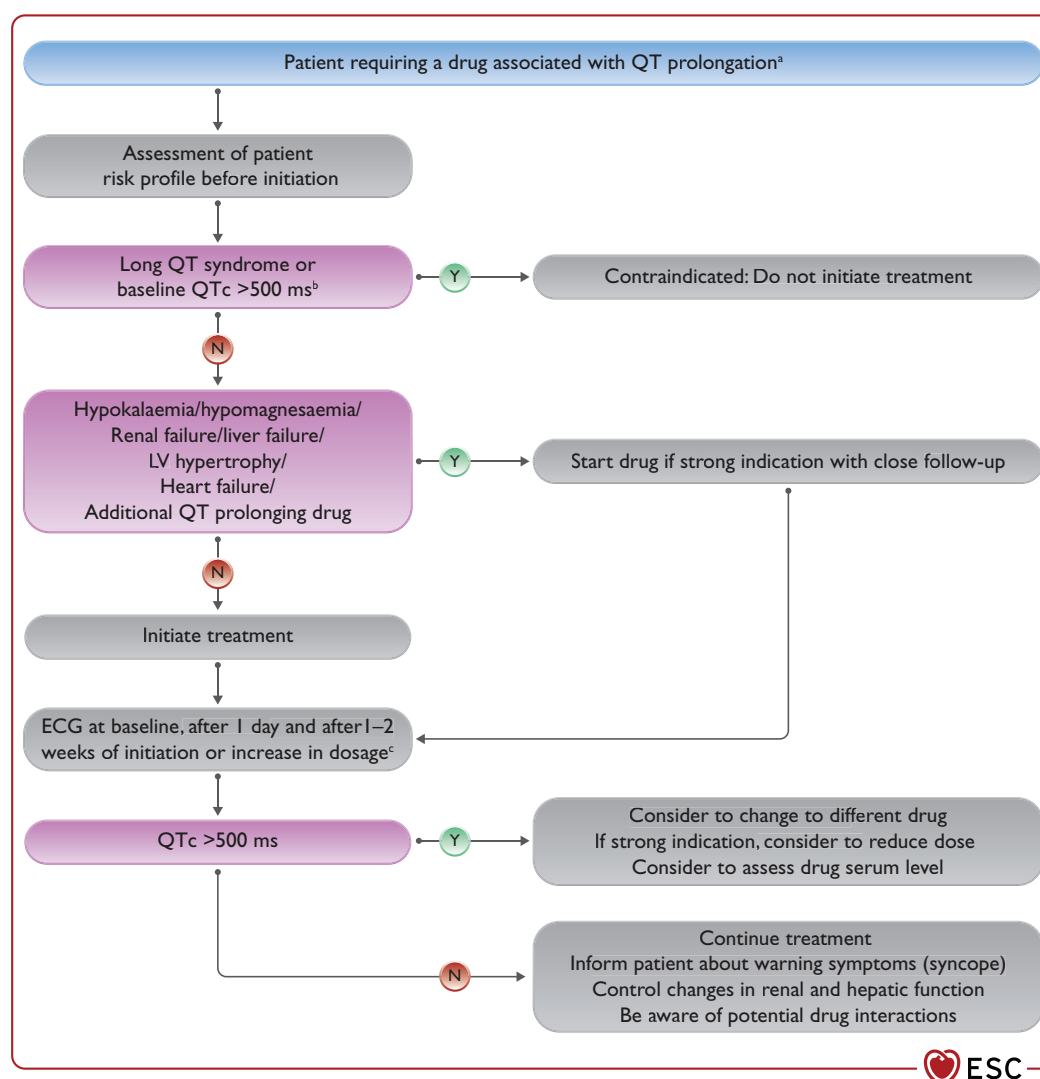 Patient requiring a drug associated with QT prolongationᵃ
Assessment of patient
risk profile before initiation
Long QT syndrome or
baseline QTc >500 msᵇ
Y
Contraindicated: Do not initiate treatment
N
Hypokalaemia/hypomagnesaemia/
Renal failure/liver failure/
LV hypertrophy/
Heart failure/
Additional QT prolonging drug
Y
Start drug if strong indication with close follow-up
N
Initiate treatment
ECG at baseline, after 1 day and after1–2
weeks of initiation or increase in dosageᶜ
QTc >500 ms
Y
Consider to change to different drug
If strong indication, consider to reduce dose
Consider to assess drug serum level
N
Continue treatment
Inform patient about warning symptoms (syncope)
Control changes in renal and hepatic function
Be aware of potential drug interactions
ESC